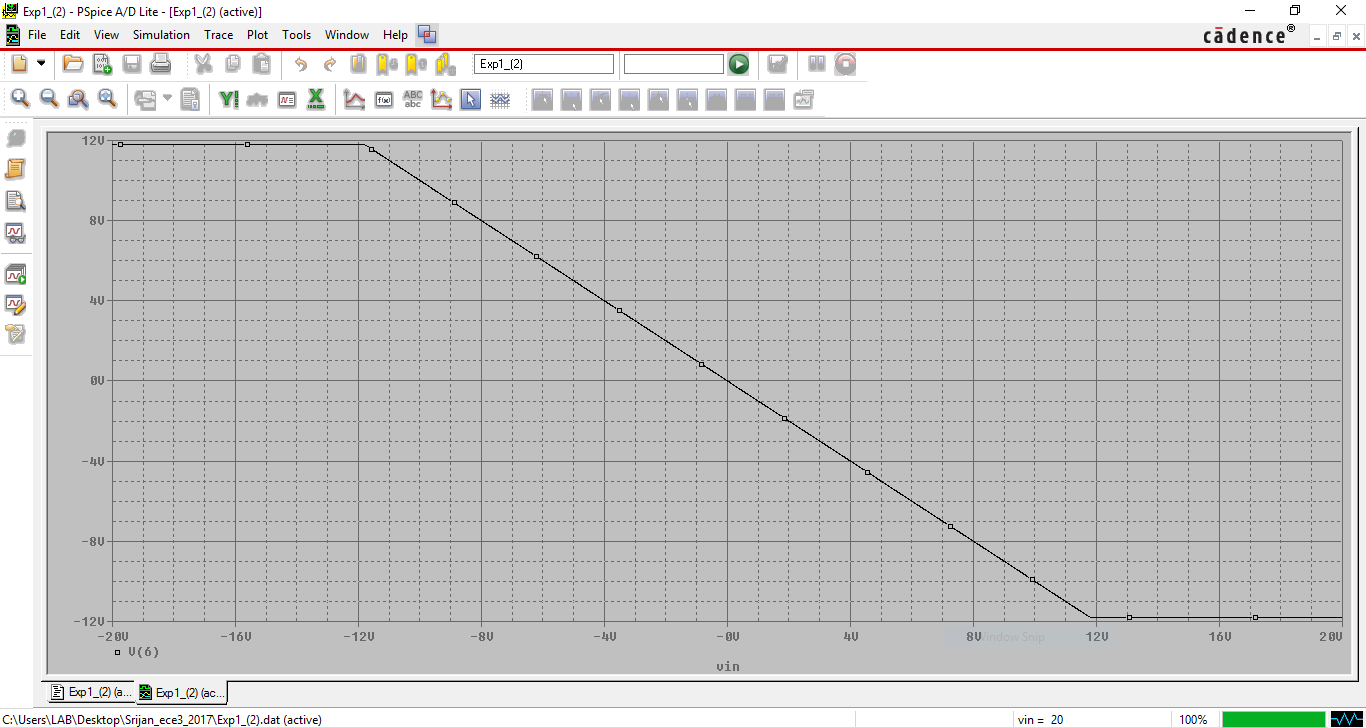 Exp1_(2) - PSpice A/D Lite - [Exp1_(2) (active)]
File Edit View Simulation Trace Plot Tools Window Help
cādence®
Exp1_(2)
ABC
abc
12V
8V
4V
0V
-4V
-8V
-12V
-20V -16V -12V -8V -4V -0V 4V 8V 12V 16V 20V
Window Snip
V(6)
vin
Exp1_(2) (a... Exp1_(2) (ac...
C:\Users\LAB\Desktop\Srijan_ece3_2017\Exp1_(2).dat (active) vin = 20 100%